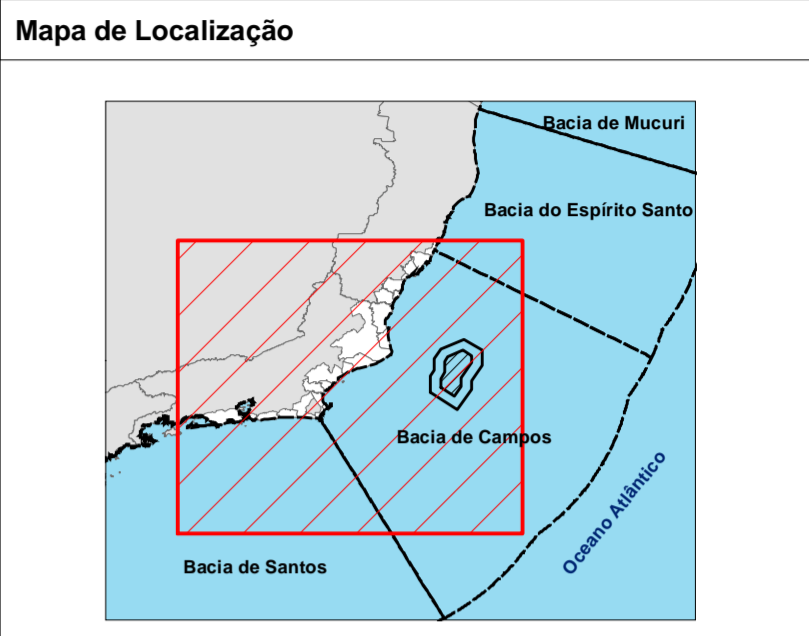 Mapa de Localização
Bacia de Mucuri
Bacia do Espírito Santo
Bacia de Campos
Oceano Atlântico
Bacia de Santos